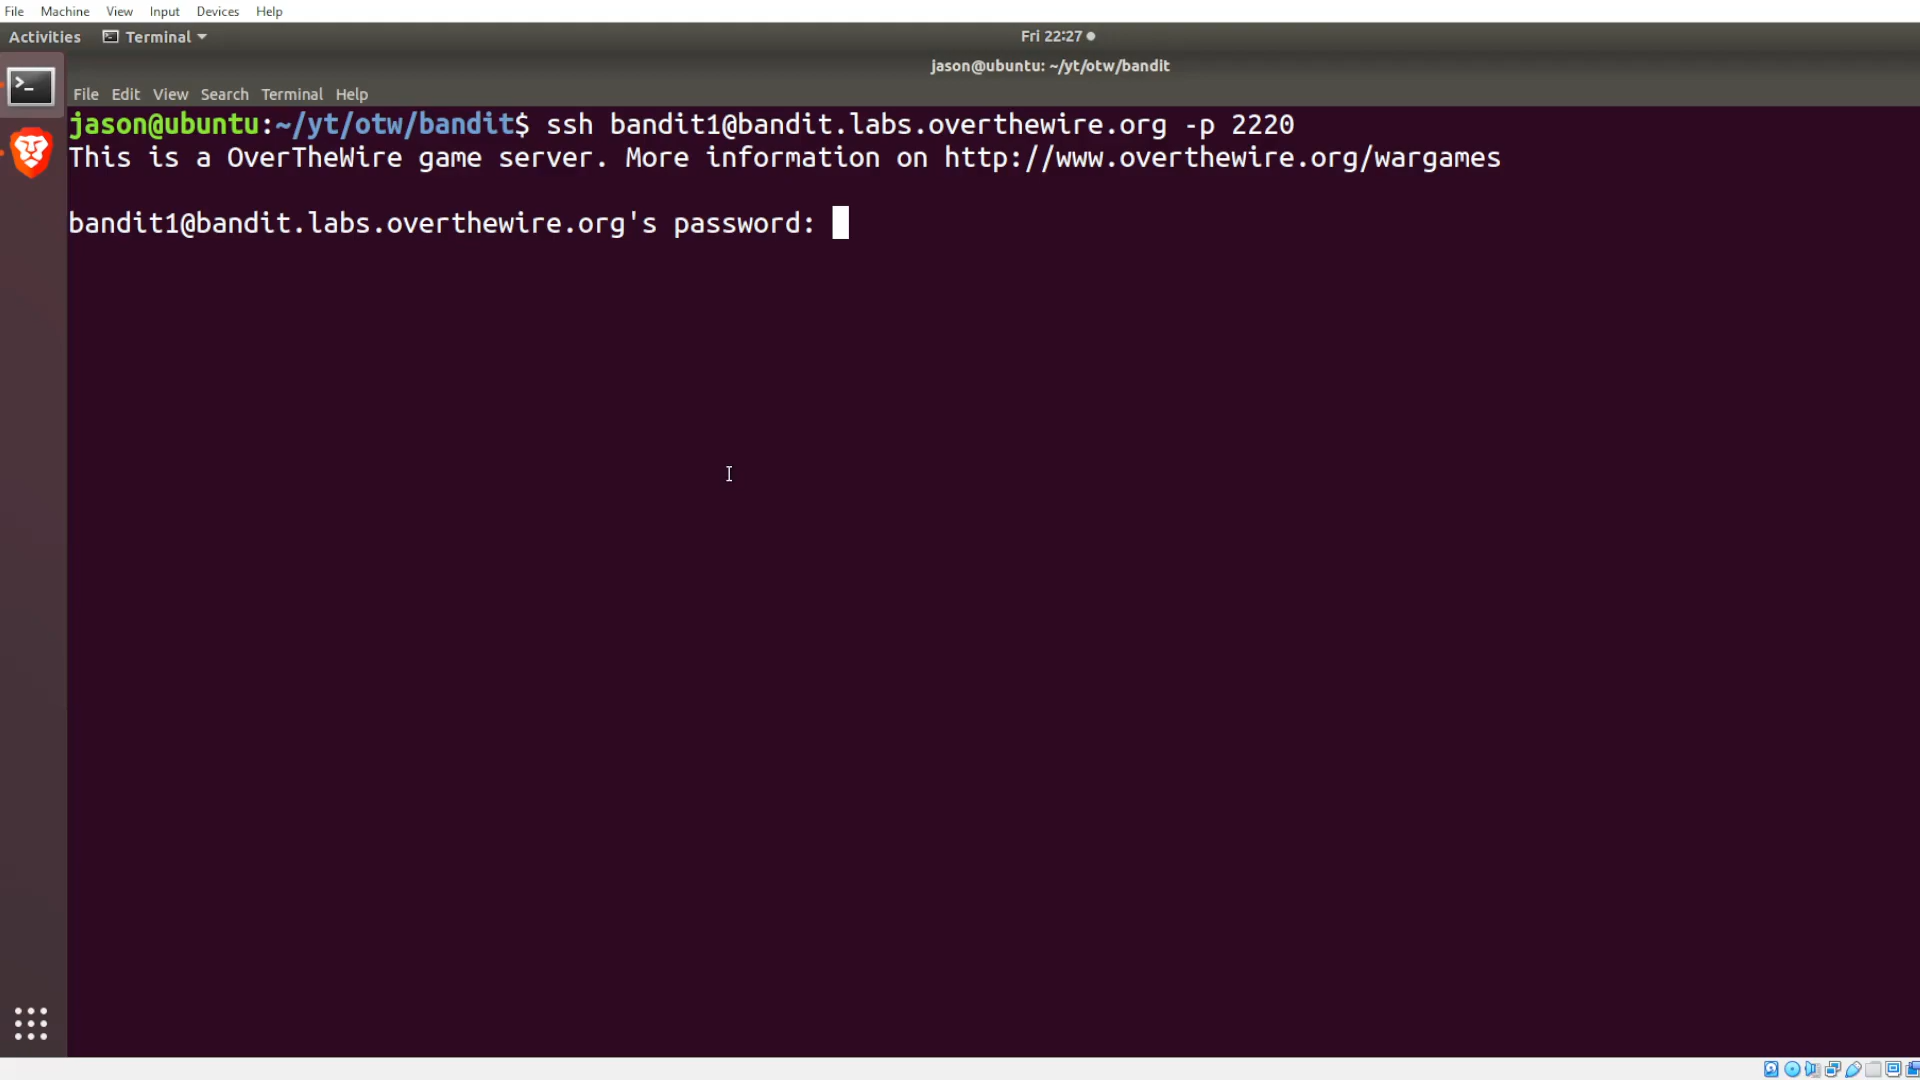 File Machine View Input Devices Help
Activities Terminal Fri 22:27
jason@ubuntu: ~/yt/otw/bandit
File Edit View Search Terminal Help
jason@ubuntu:~/yt/otw/bandit$ ssh bandit1@bandit.labs.overthewire.org -p 2220
This is a OverTheWire game server. More information on http://www.overthewire.org/wargames
bandit1@bandit.labs.overthewire.org's password: